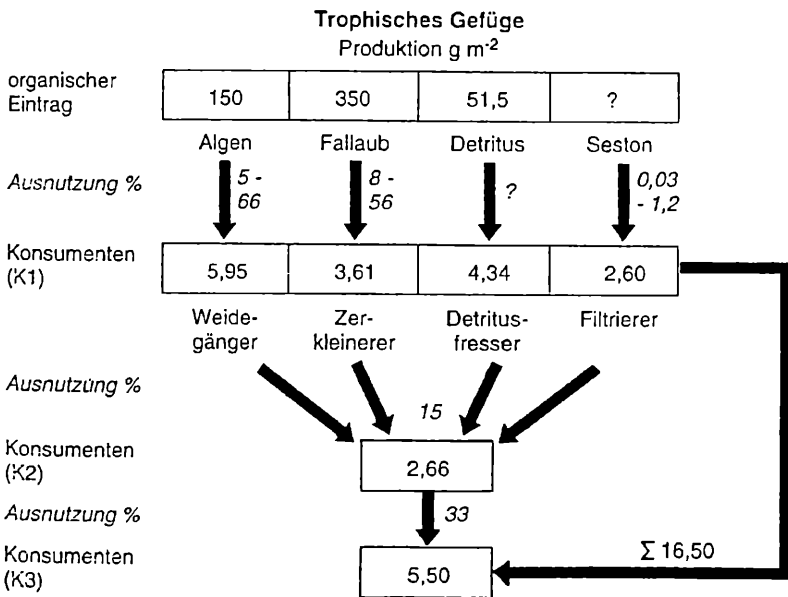 Trophisches Gefüge
Produktion g m-2
organischer
Eintrag
150 350 51,5 ?
Algen Fallaub Detritus Seston
Ausnutzung %
5 -
66
8 -
56
?
0,03
- 1,2
Konsumenten
(K1)
5,95 3,61 4,34 2,60
Weide-
gänger
Zer-
kleinerer
Detritus-
fresser
Filtrierer
Ausnutzung %
15
Konsumenten
(K2)
2,66
Ausnutzung %
33
Konsumenten
(K3)
5,50
Σ 16,50